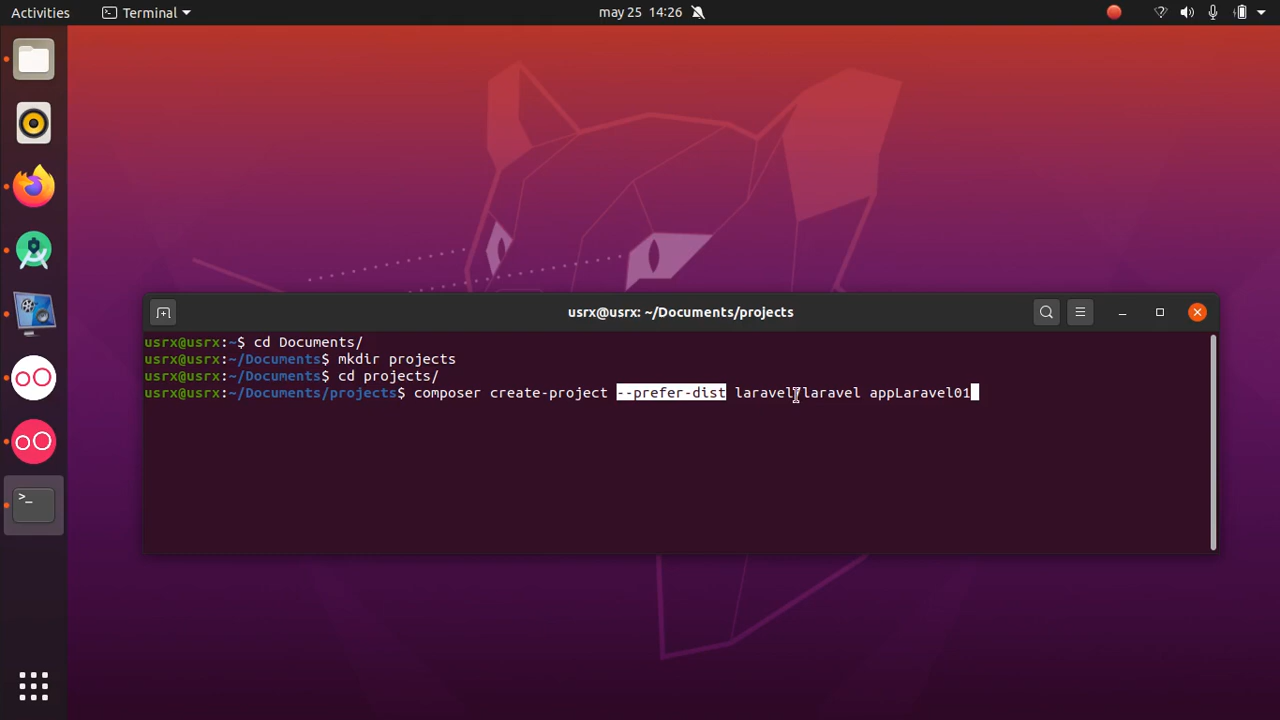 Activities Terminal may 25 14:26
usrx@usrx: ~/Documents/projects
usrx@usrx:~$ cd Documents/
usrx@usrx:~/Documents$ mkdir projects
usrx@usrx:~/Documents$ cd projects/
usrx@usrx:~/Documents/projects$ composer create-project --prefer-dist laravel/laravel appLaravel01